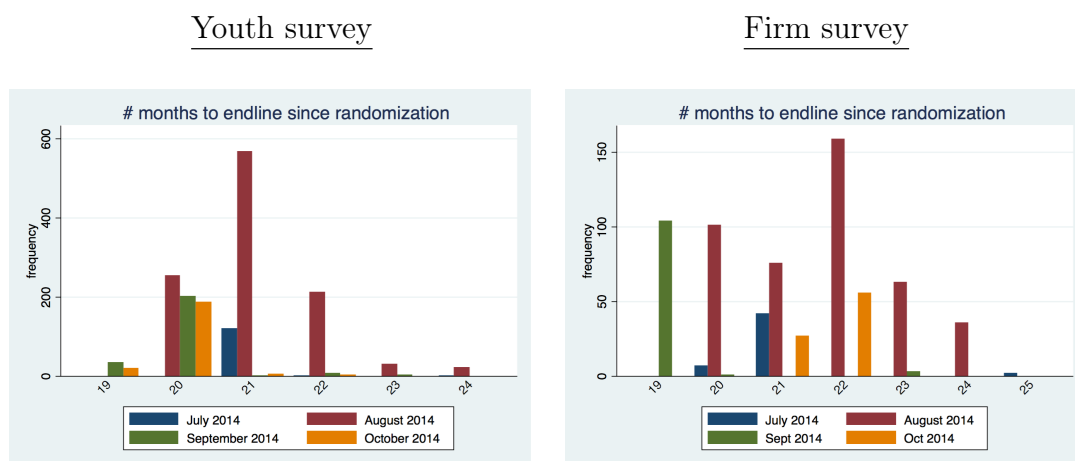 Youth survey
Firm survey
# months to endline since randomization
frequency
0
200
400
600
19
20
21
22
23
24
July 2014
August 2014
September 2014
October 2014
# months to endline since randomization
frequency
0
50
100
150
19
20
21
22
23
24
25
July 2014
August 2014
Sept 2014
Oct 2014